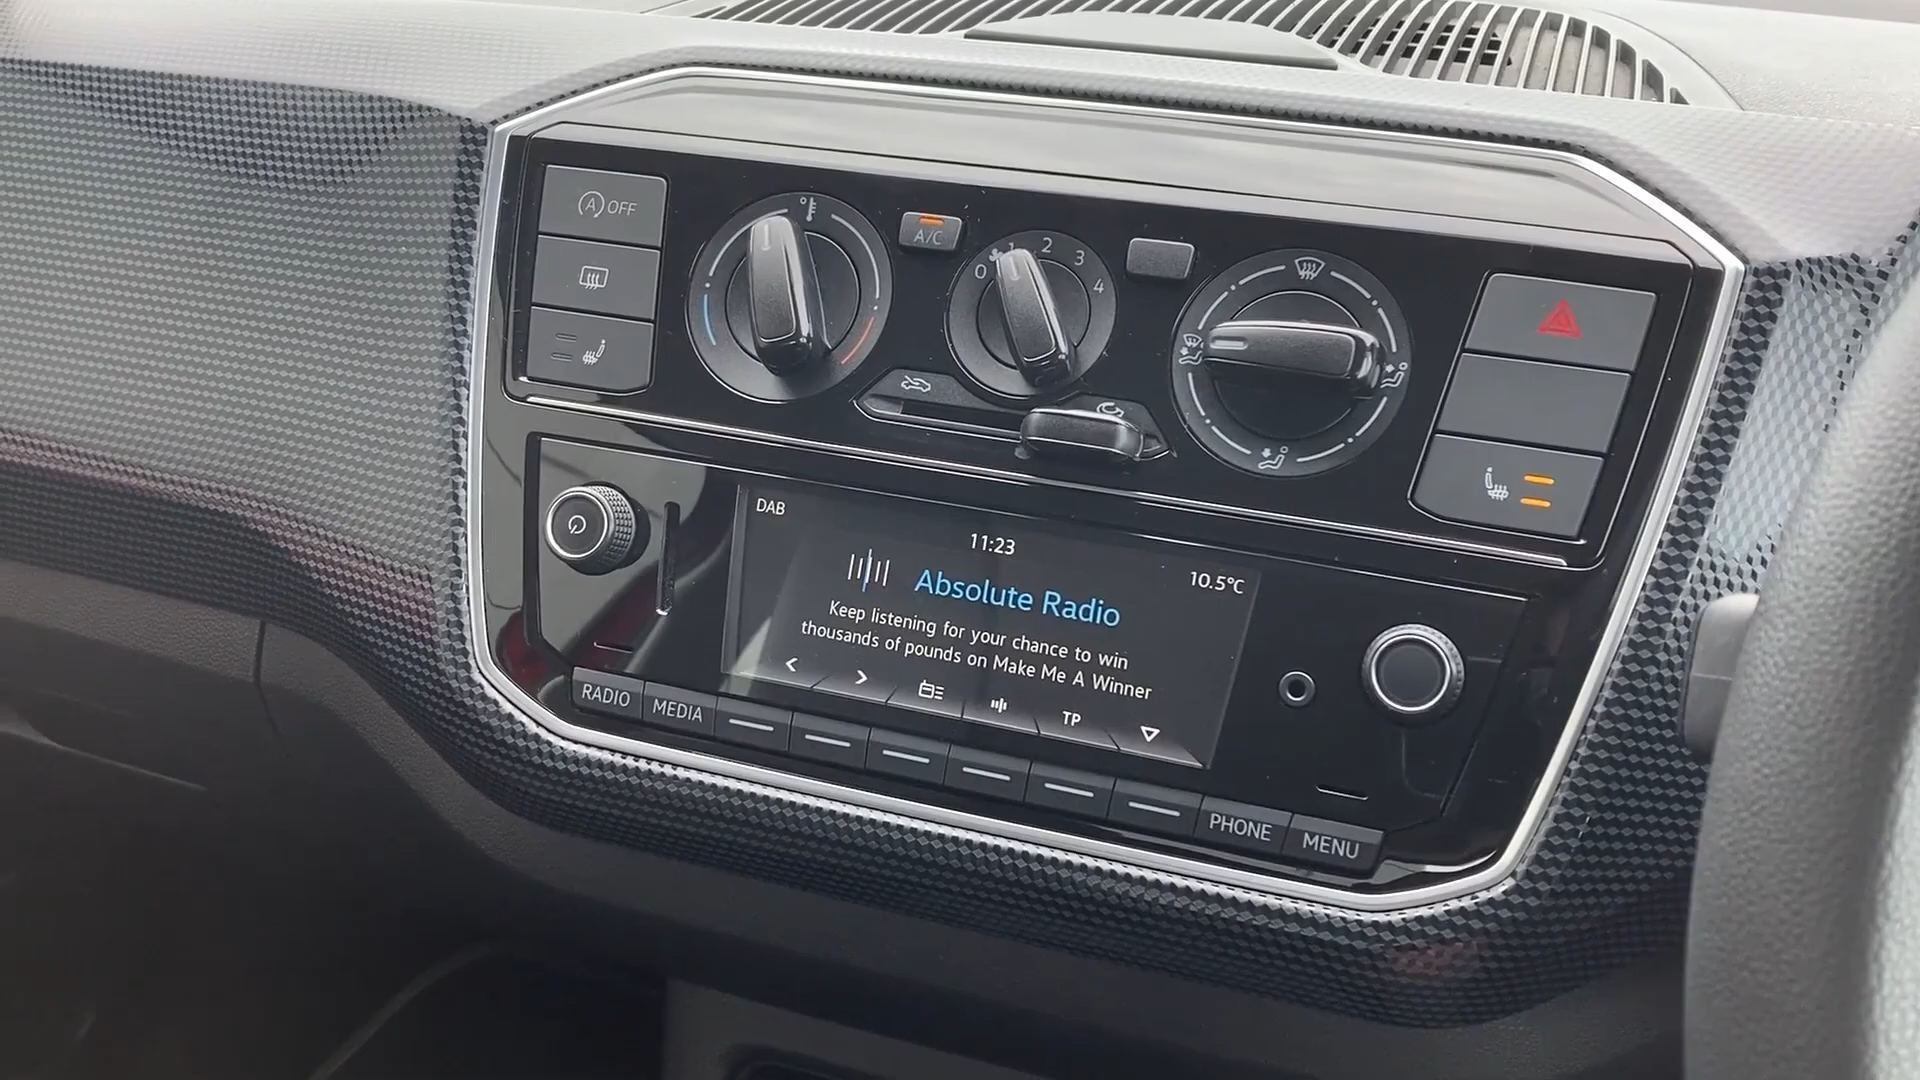 A OFF
A/C
0 1 2 3 4
DAB
11:23
10.5°C
Absolute Radio
Keep listening for your chance to win
thousands of pounds on Make Me A Winner
TP
RADIO
MEDIA
PHONE
MENU